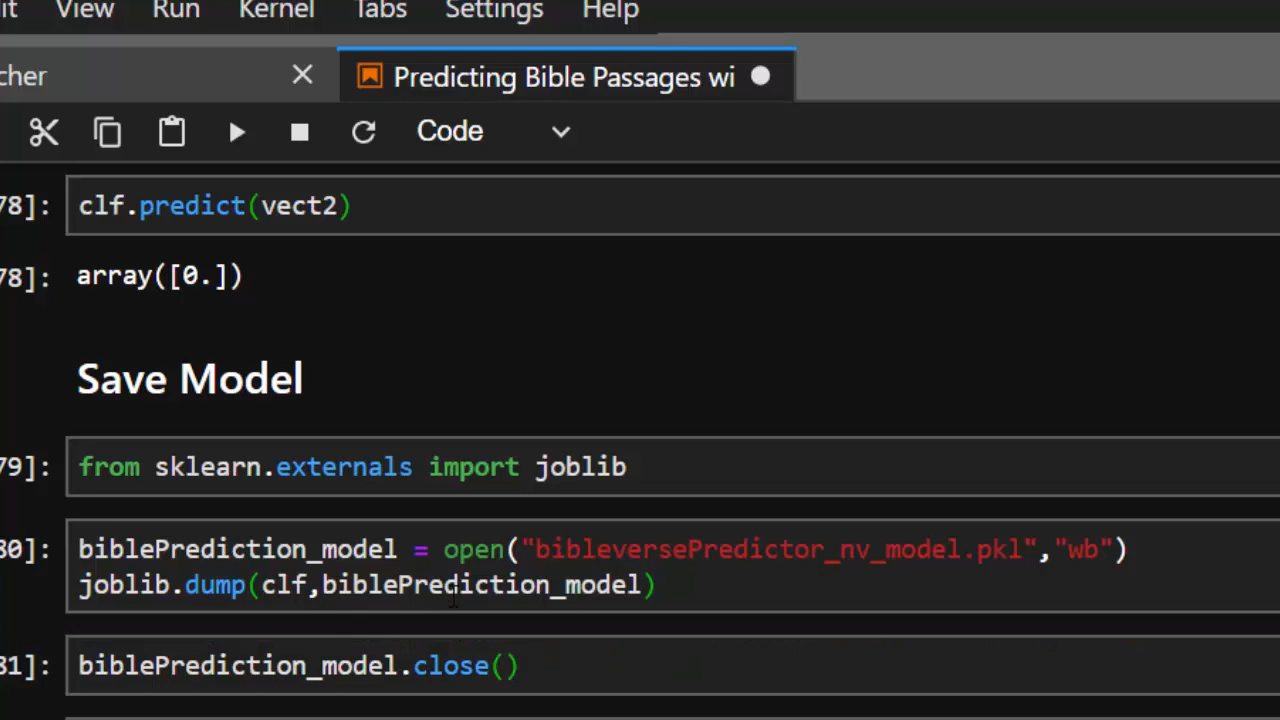 it View Run Kernel Tabs Settings Help
cher Predicting Bible Passages wi
Code
78]: clf.predict(vect2)
78]: array([0.])
Save Model
79]: from sklearn.externals import joblib
80]: biblePrediction_model = open("bibleversePredictor_nv_model.pkl","wb")
joblib.dump(clf,biblePrediction_model)
81]: biblePrediction_model.close()